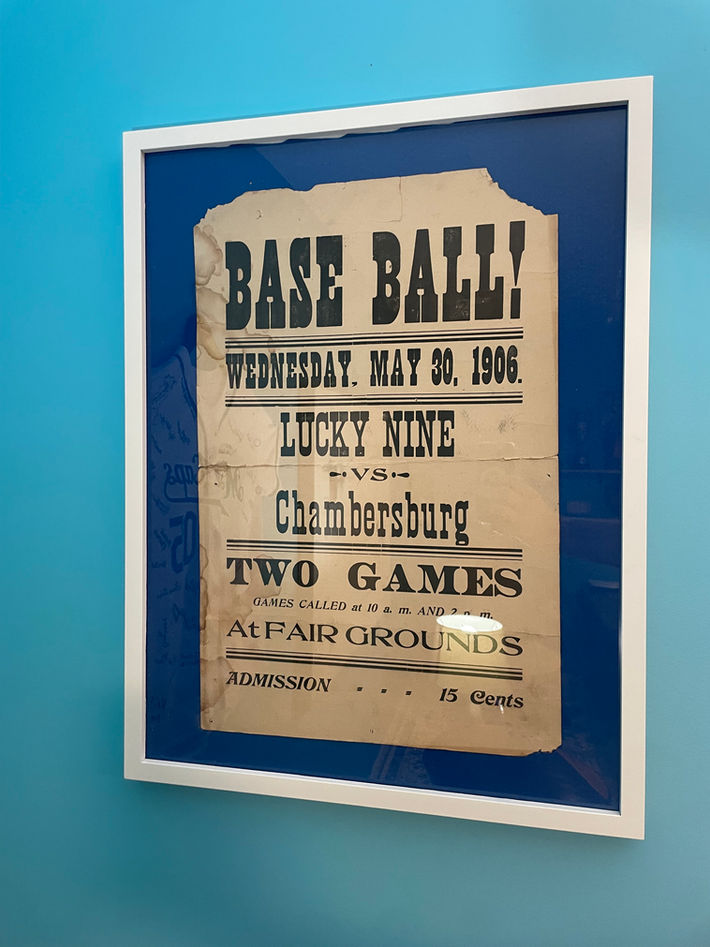 BASE BALL!
WEDNESDAY, MAY 30, 1906.
LUCKY NINE
VS
Chambersburg
TWO GAMES
GAMES CALLED at 10 a. m. AND 2 p. m.
At FAIR GROUNDS
ADMISSION - - - 15 Cents